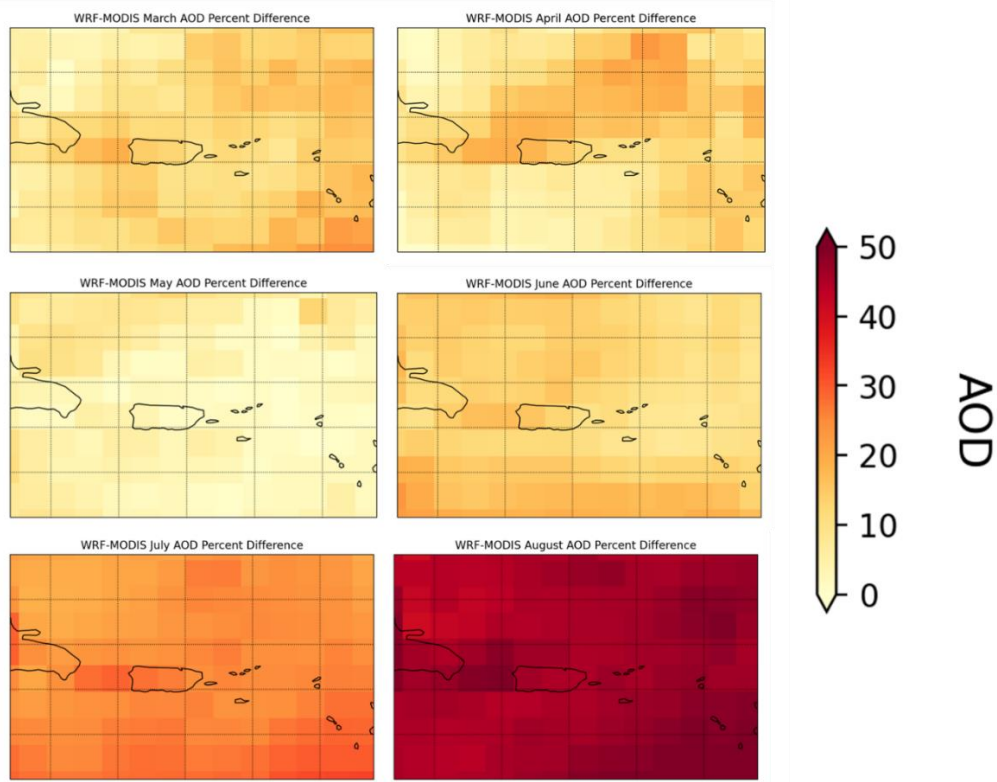 WRF-MODIS March AOD Percent Difference
WRF-MODIS April AOD Percent Difference
WRF-MODIS May AOD Percent Difference
WRF-MODIS June AOD Percent Difference
WRF-MODIS July AOD Percent Difference
WRF-MODIS August AOD Percent Difference
50
40
30
20
10
0
AOD